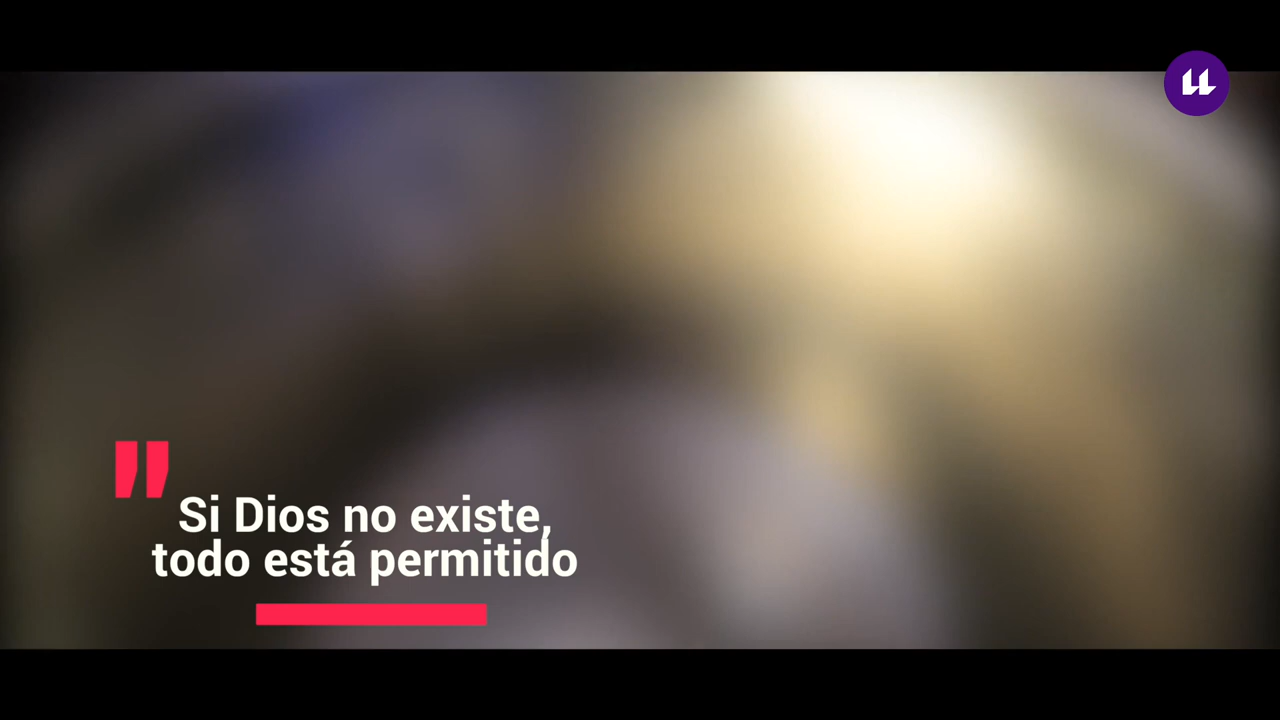 "Si Dios no existe,
todo está permitido